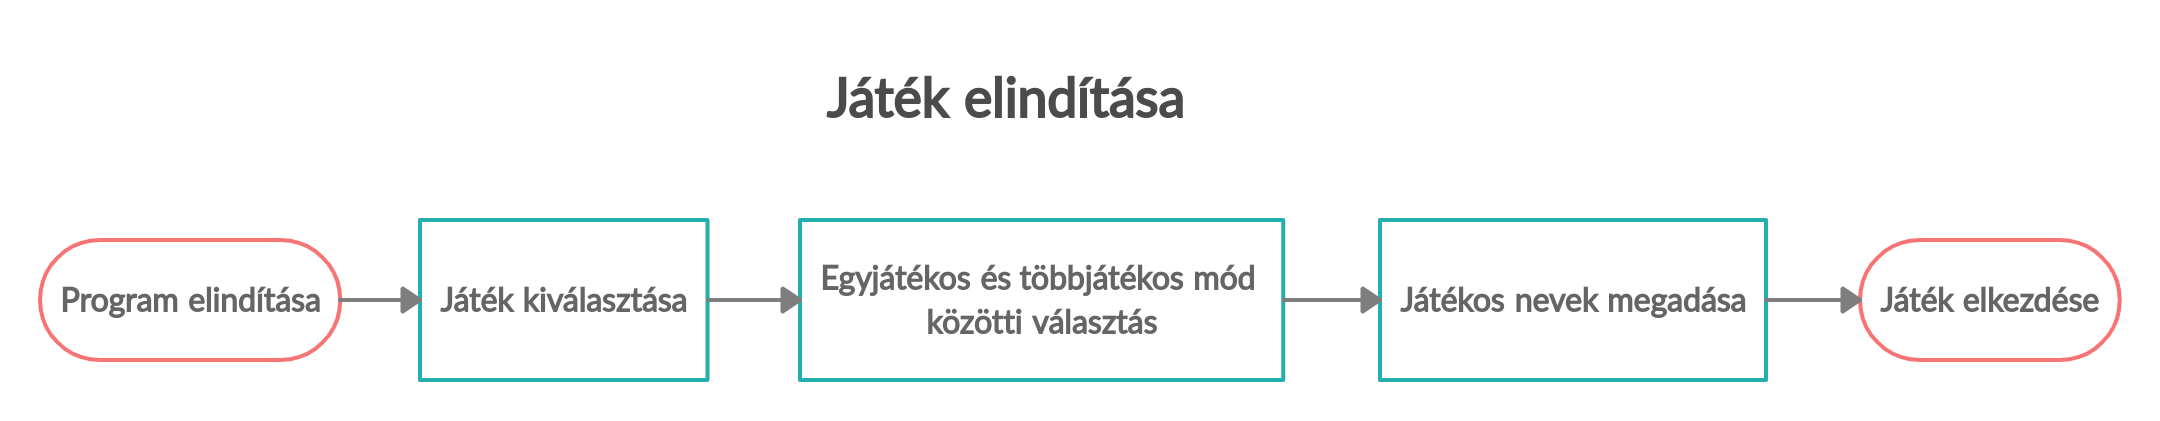 Játék elindítása
Program elindítása
Játék kiválasztása
Egyjátékos és többjátékos mód
közötti választás
Játékos nevek megadása
Játék elkezdése